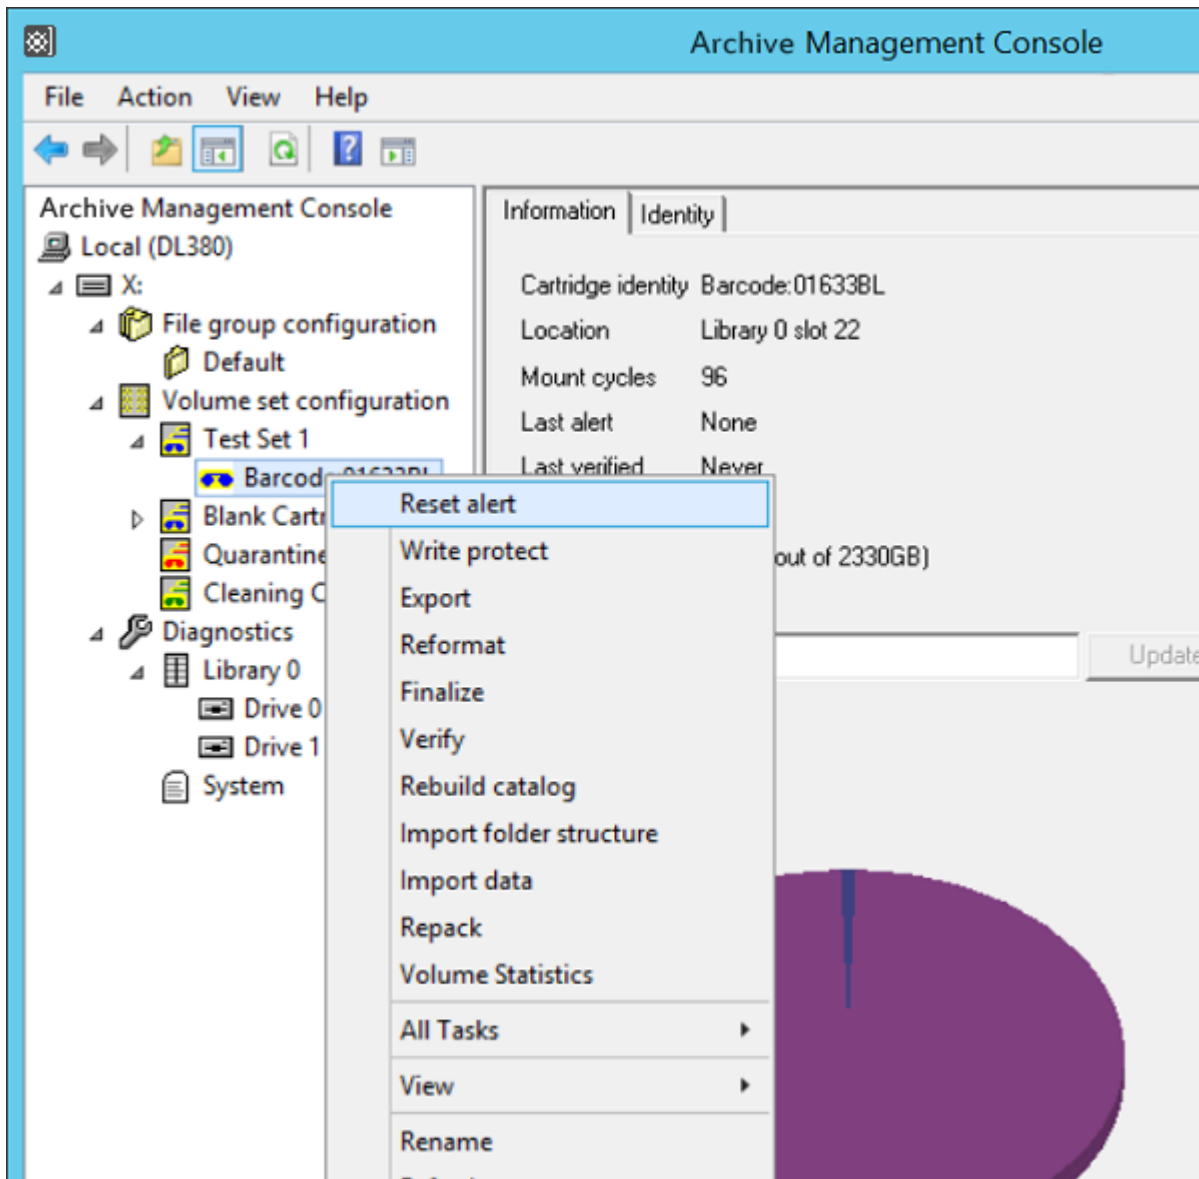 Archive Management Console
File Action View Help
Archive Management Console
Local (DL380)
X:
File group configuration
Default
Volume set configuration
Test Set 1
Blank
Quarantine
Cleaning
Diagnostics
Library 0
Drive 0
Drive 1
System
Information Identity
Cartridge identity Barcode:01633BL
Location Library 0 slot 22
Mount cycles 96
Last alert None
Last verified Never
out of 2330GB)
Update
Reset alert
Write protect
Export
Reformat
Finalize
Verify
Rebuild catalog
Import folder structure
Import data
Repack
Volume Statistics
All Tasks
View
Rename